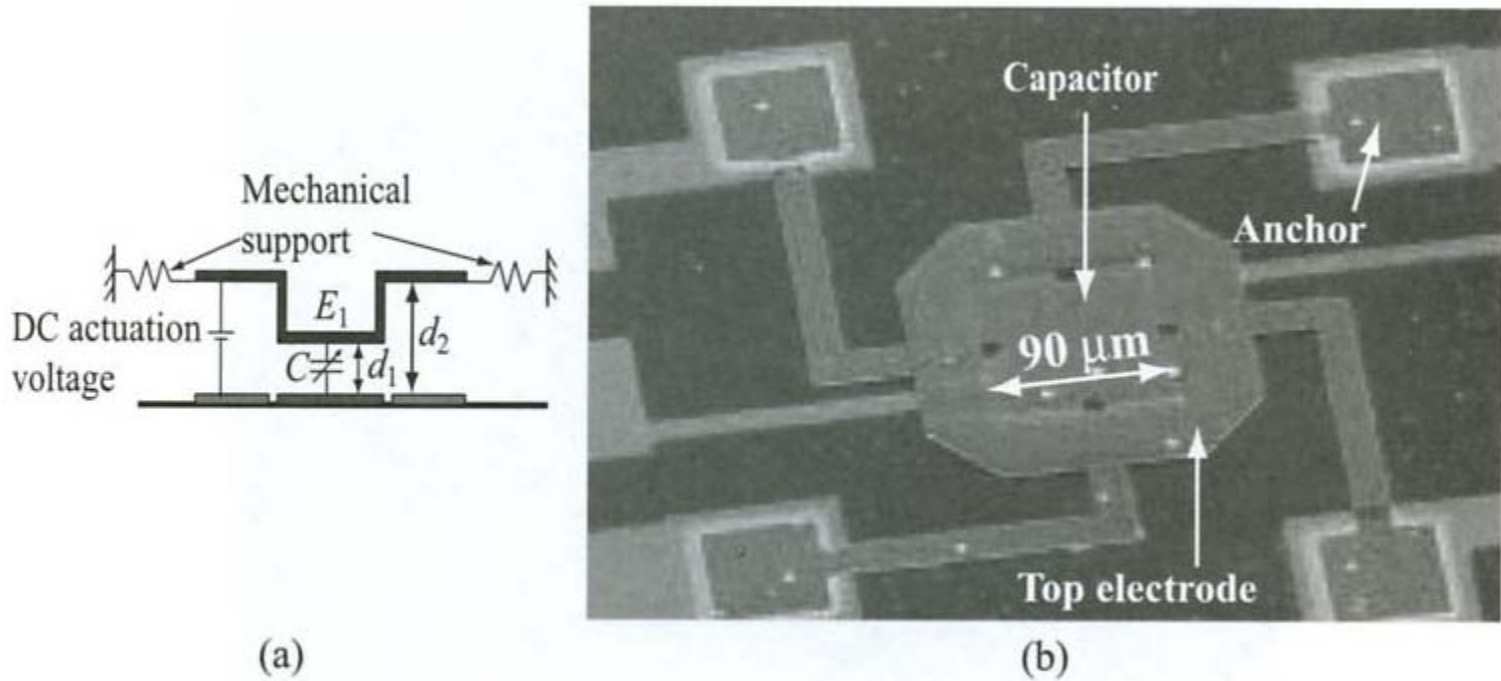 Mechanical
support
DC actuation
voltage
E₁
C
d₁
d₂
(a)
Capacitor
Anchor
90 µm
Top electrode
(b)